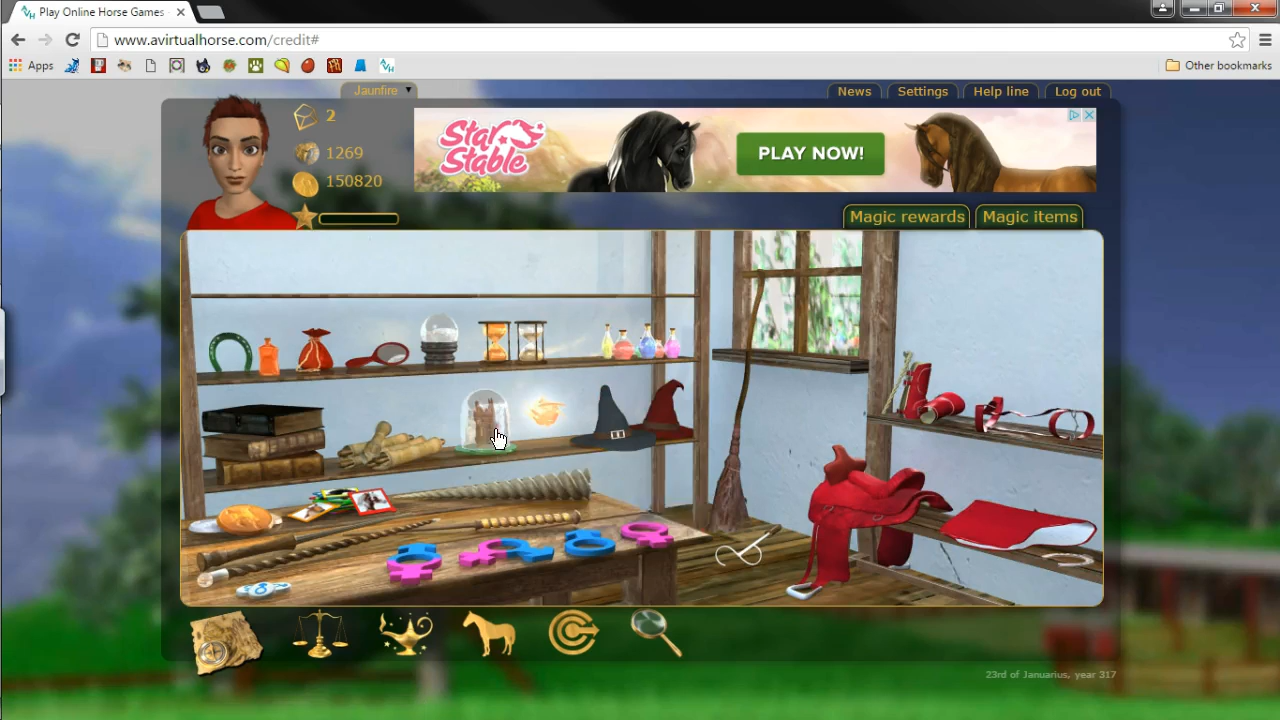 Play Online Horse Games
www.avirtualhorse.com/credit#
Apps
Other bookmarks
Jaunfire
News
Settings
Help line
Log out
2
1269
150820
Star
Stable
PLAY NOW!
Magic rewards
Magic items
23rd of Januarius, year 317